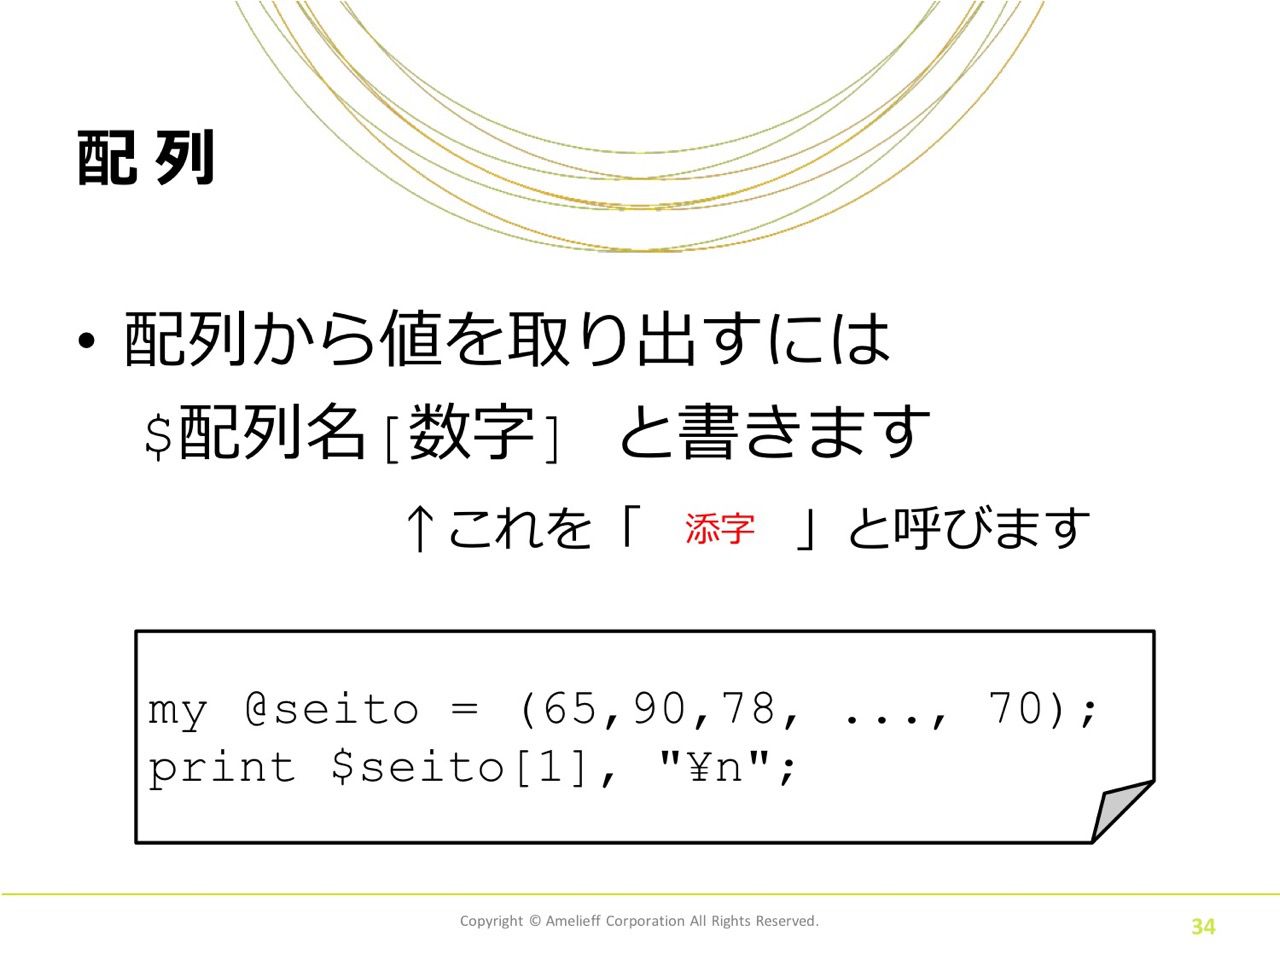 配列
• 配列から値を取り出すには
$配列名[数字] と書きます
↑これを「 添字 」と呼びます
my @seito = (65,90,78, ..., 70);
print $seito[1], "¥n";
Copyright © Amelieff Corporation All Rights Reserved.
34